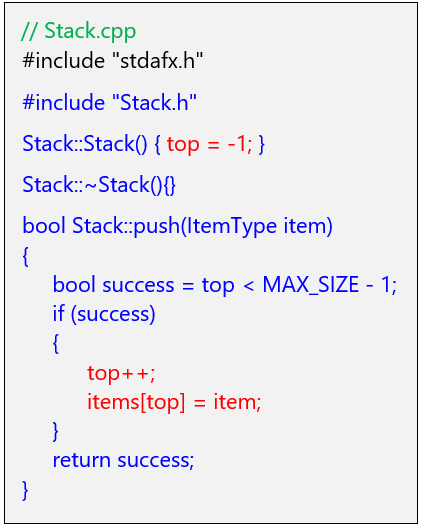 // Stack.cpp
#include "stdafx.h"
#include "Stack.h"
Stack::Stack() { top = -1; }
Stack::~Stack(){}
bool Stack::push(ItemType item)
{
bool success = top < MAX_SIZE - 1;
if (success)
{
top++;
items[top] = item;
}
return success;
}